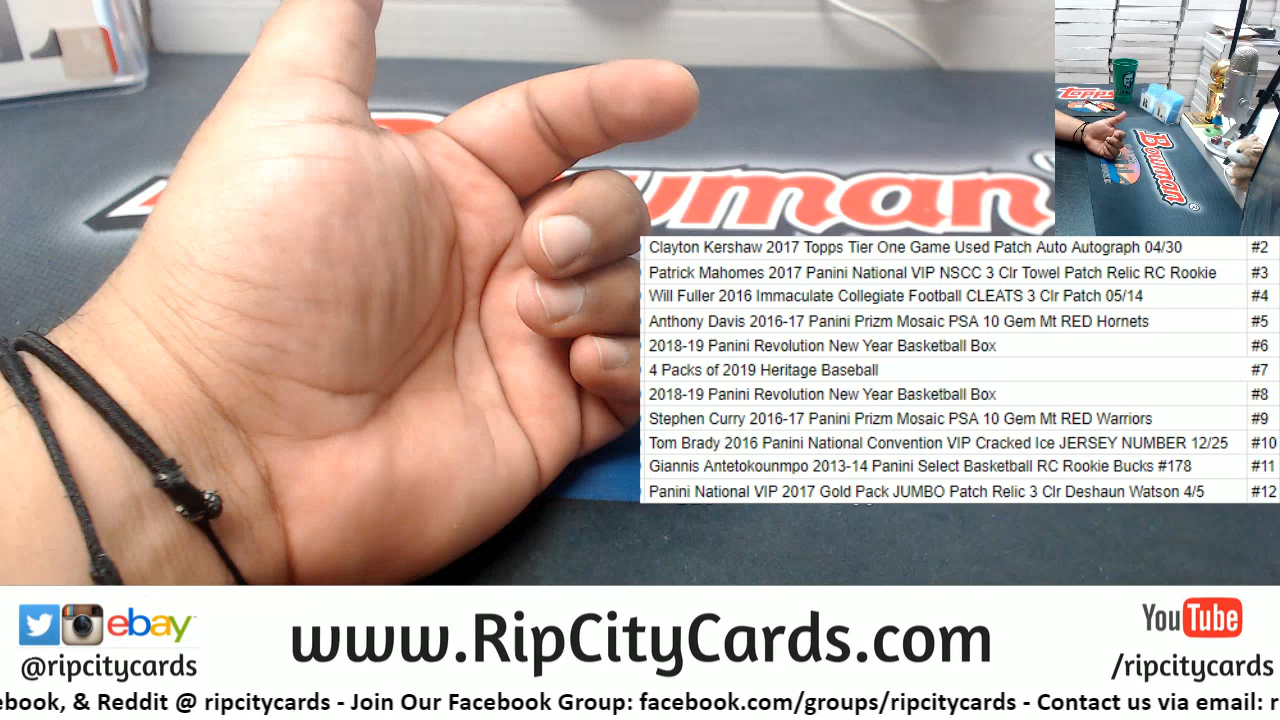 TOPPS
Bowman
uman
Clayton Kershaw 2017 Topps Tier One Game Used Patch Auto Autograph 04/30 #2
Patrick Mahomes 2017 Panini National VIP NSCC 3 Clr Towel Patch Relic RC Rookie #3
Will Fuller 2016 Immaculate Collegiate Football CLEATS 3 Clr Patch 05/14 #4
Anthony Davis 2016-17 Panini Prizm Mosaic PSA 10 Gem Mt RED Hornets #5
2018-19 Panini Revolution New Year Basketball Box #6
4 Packs of 2019 Heritage Baseball #7
2018-19 Panini Revolution New Year Basketball Box #8
Stephen Curry 2016-17 Panini Prizm Mosaic PSA 10 Gem Mt RED Warriors #9
Tom Brady 2016 Panini National Convention VIP Cracked Ice JERSEY NUMBER 12/25 #10
Giannis Antetokounmpo 2013-14 Panini Select Basketball RC Rookie Bucks #178 #11
Panini National VIP 2017 Gold Pack JUMBO Patch Relic 3 Clr Deshaun Watson 4/5 #12
ebay
@ripcitycards
www.RipCityCards.com
YouTube
/ripcitycards
ebook, & Reddit @ ripcitycards - Join Our Facebook Group: facebook.com/groups/ripcitycards - Contact us via email: r